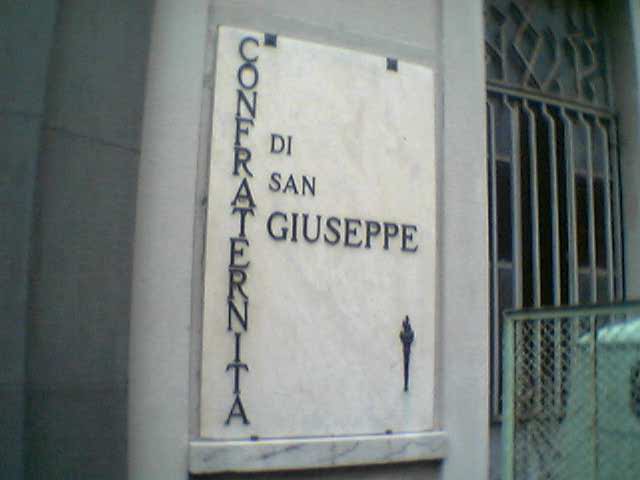 CONFRATERNITA
DI
SAN
GIUSEPPE